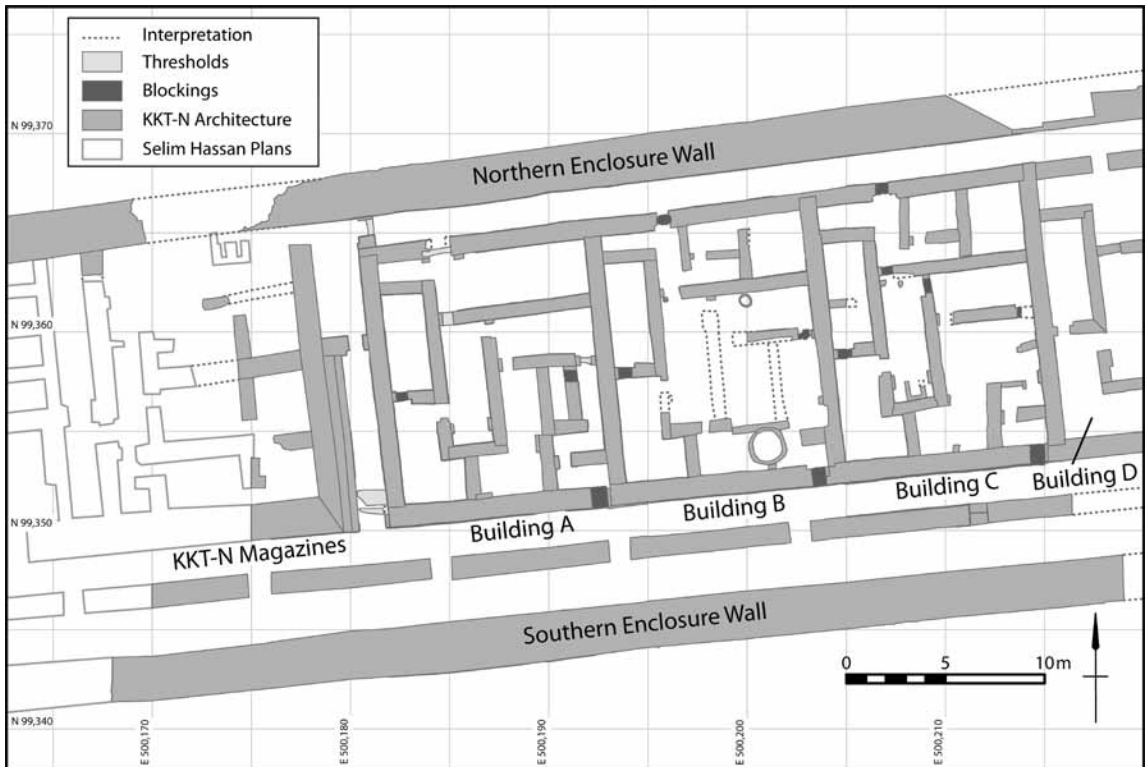 Interpretation
Thresholds
Blockings
KKT-N Architecture
Selim Hassan Plans
N 99,370
Northern Enclosure Wall
N 99,360
N 99,350
KKT-N Magazines
Building A
Building B
Building C
Building D
Southern Enclosure Wall
0 5 10m
N 99,340
E 500,170
E 500,180
E 500,190
E 500,200
E 500,210